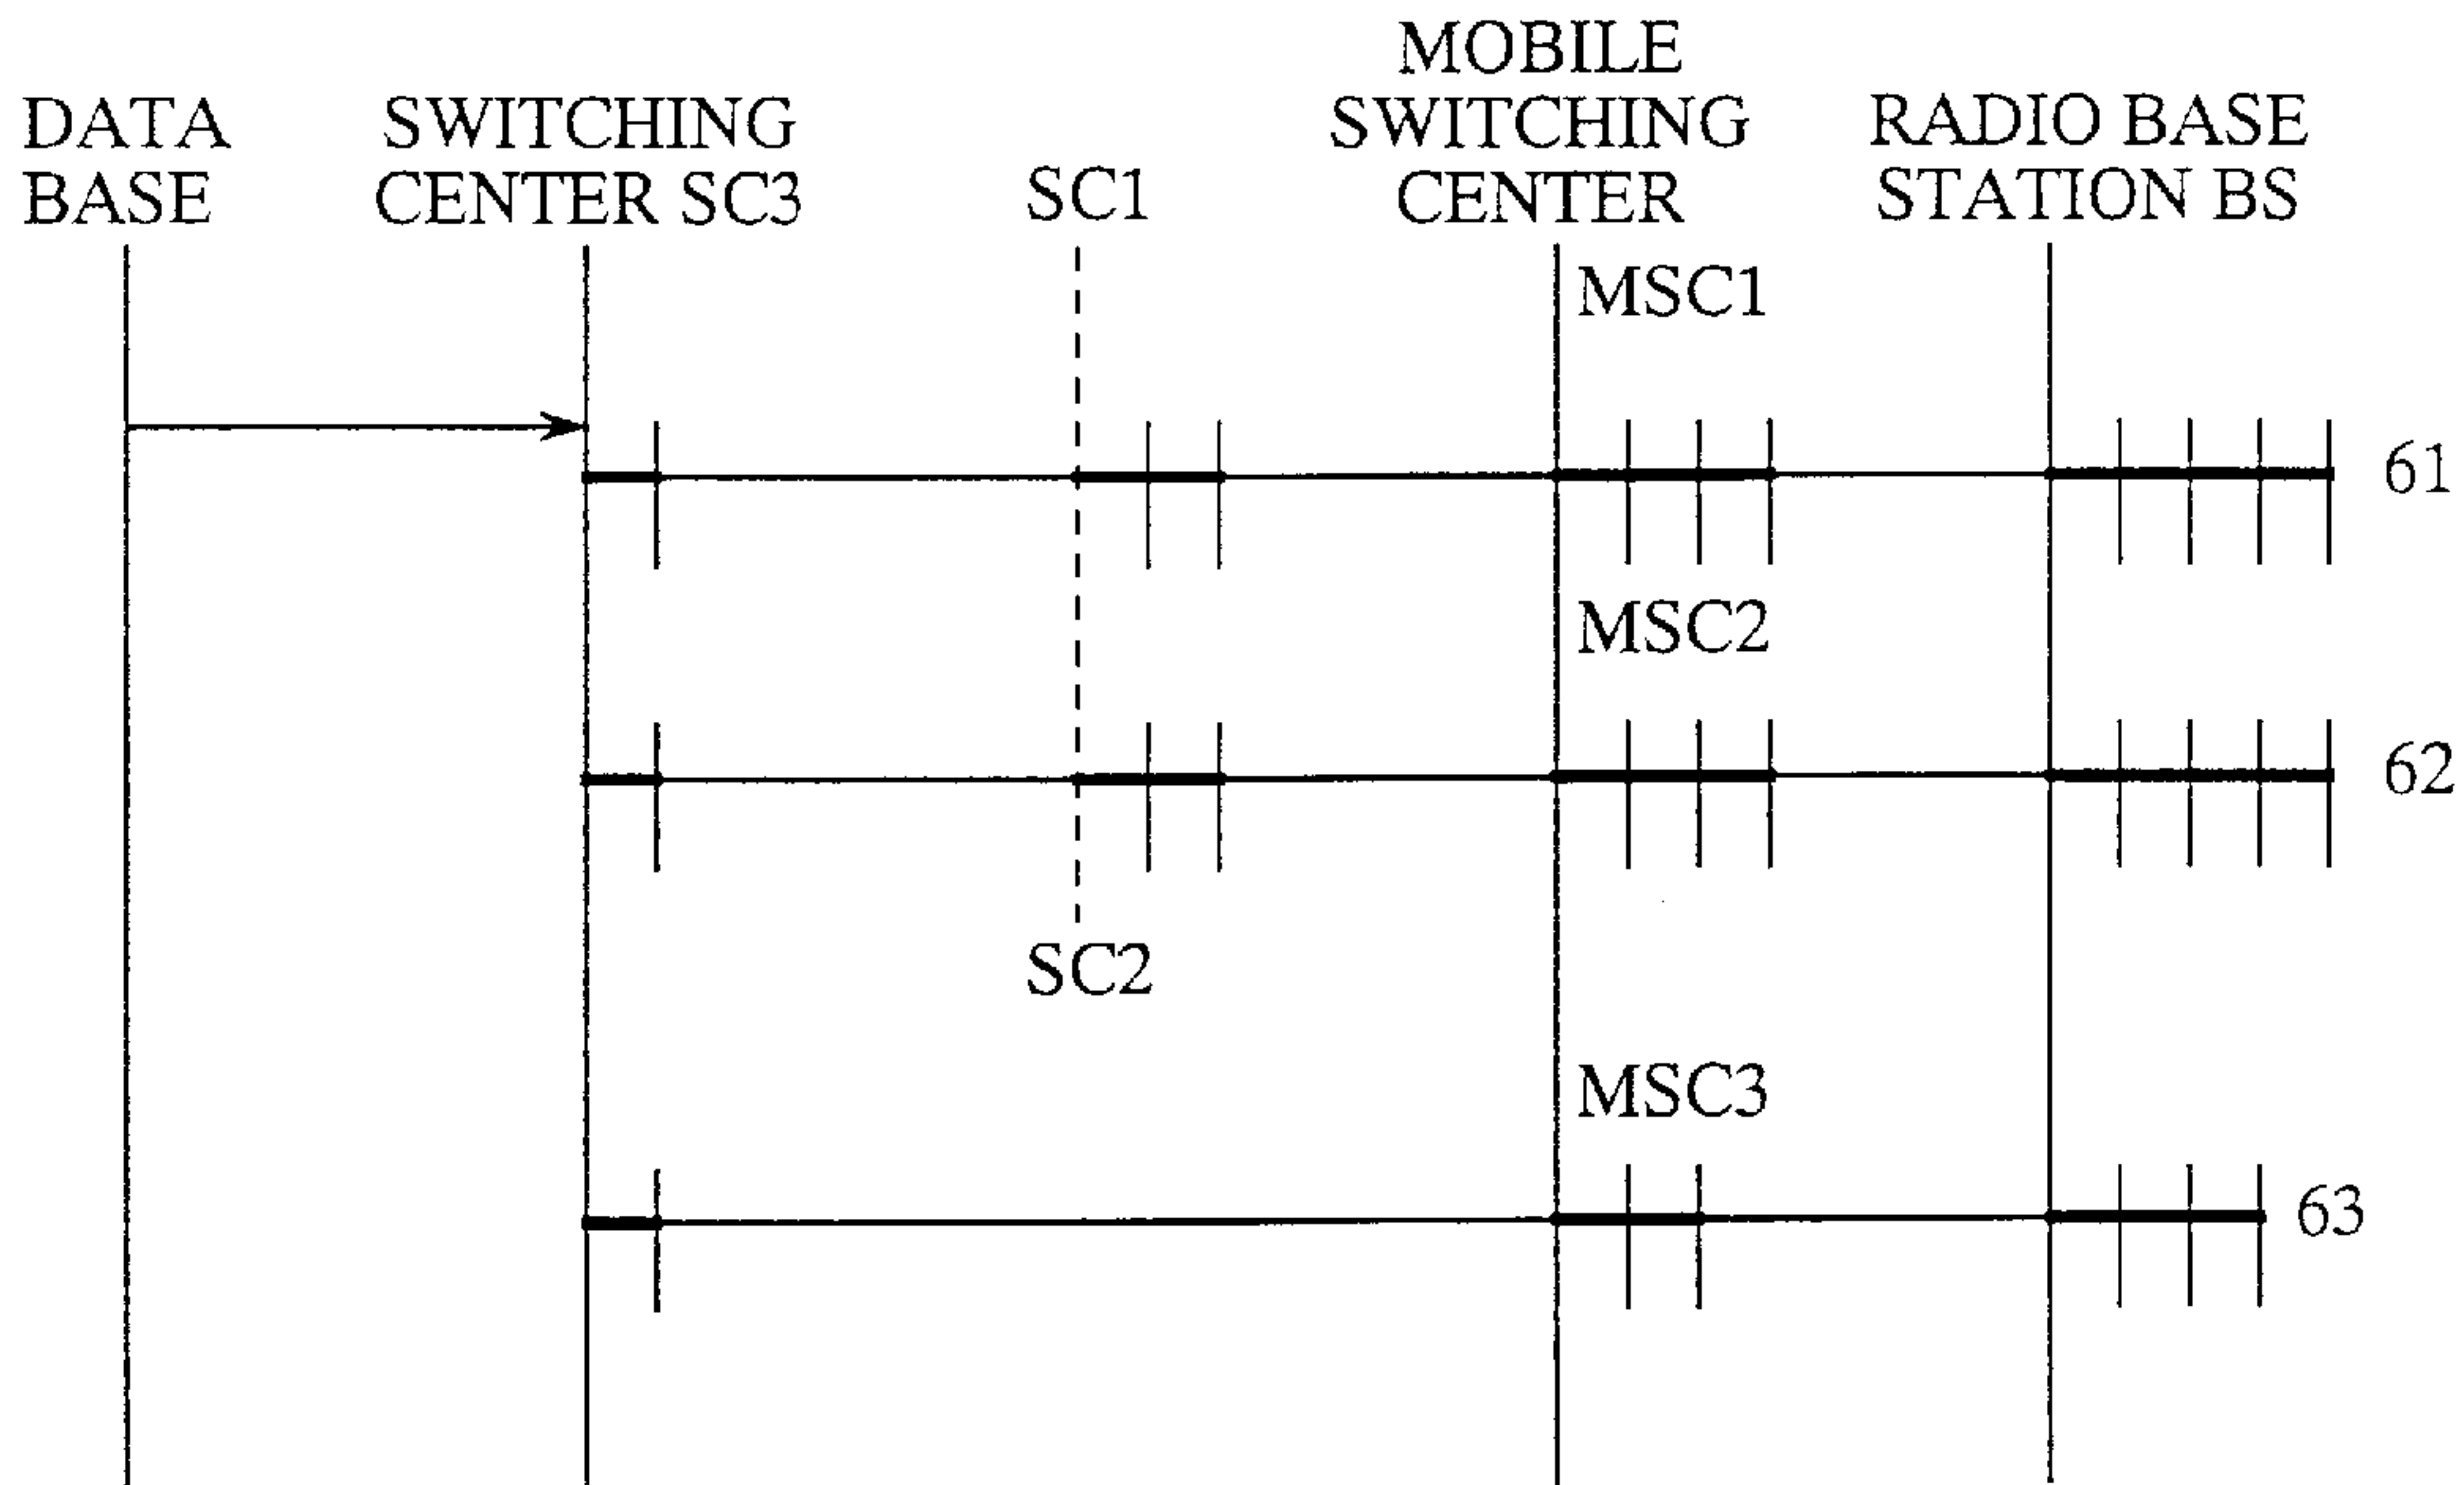 DATA
BASE
SWITCHING
CENTER SC3
SC1
MOBILE
SWITCHING
CENTER
RADIO BASE
STATION BS
MSC1
61
MSC2
62
SC2
MSC3
63